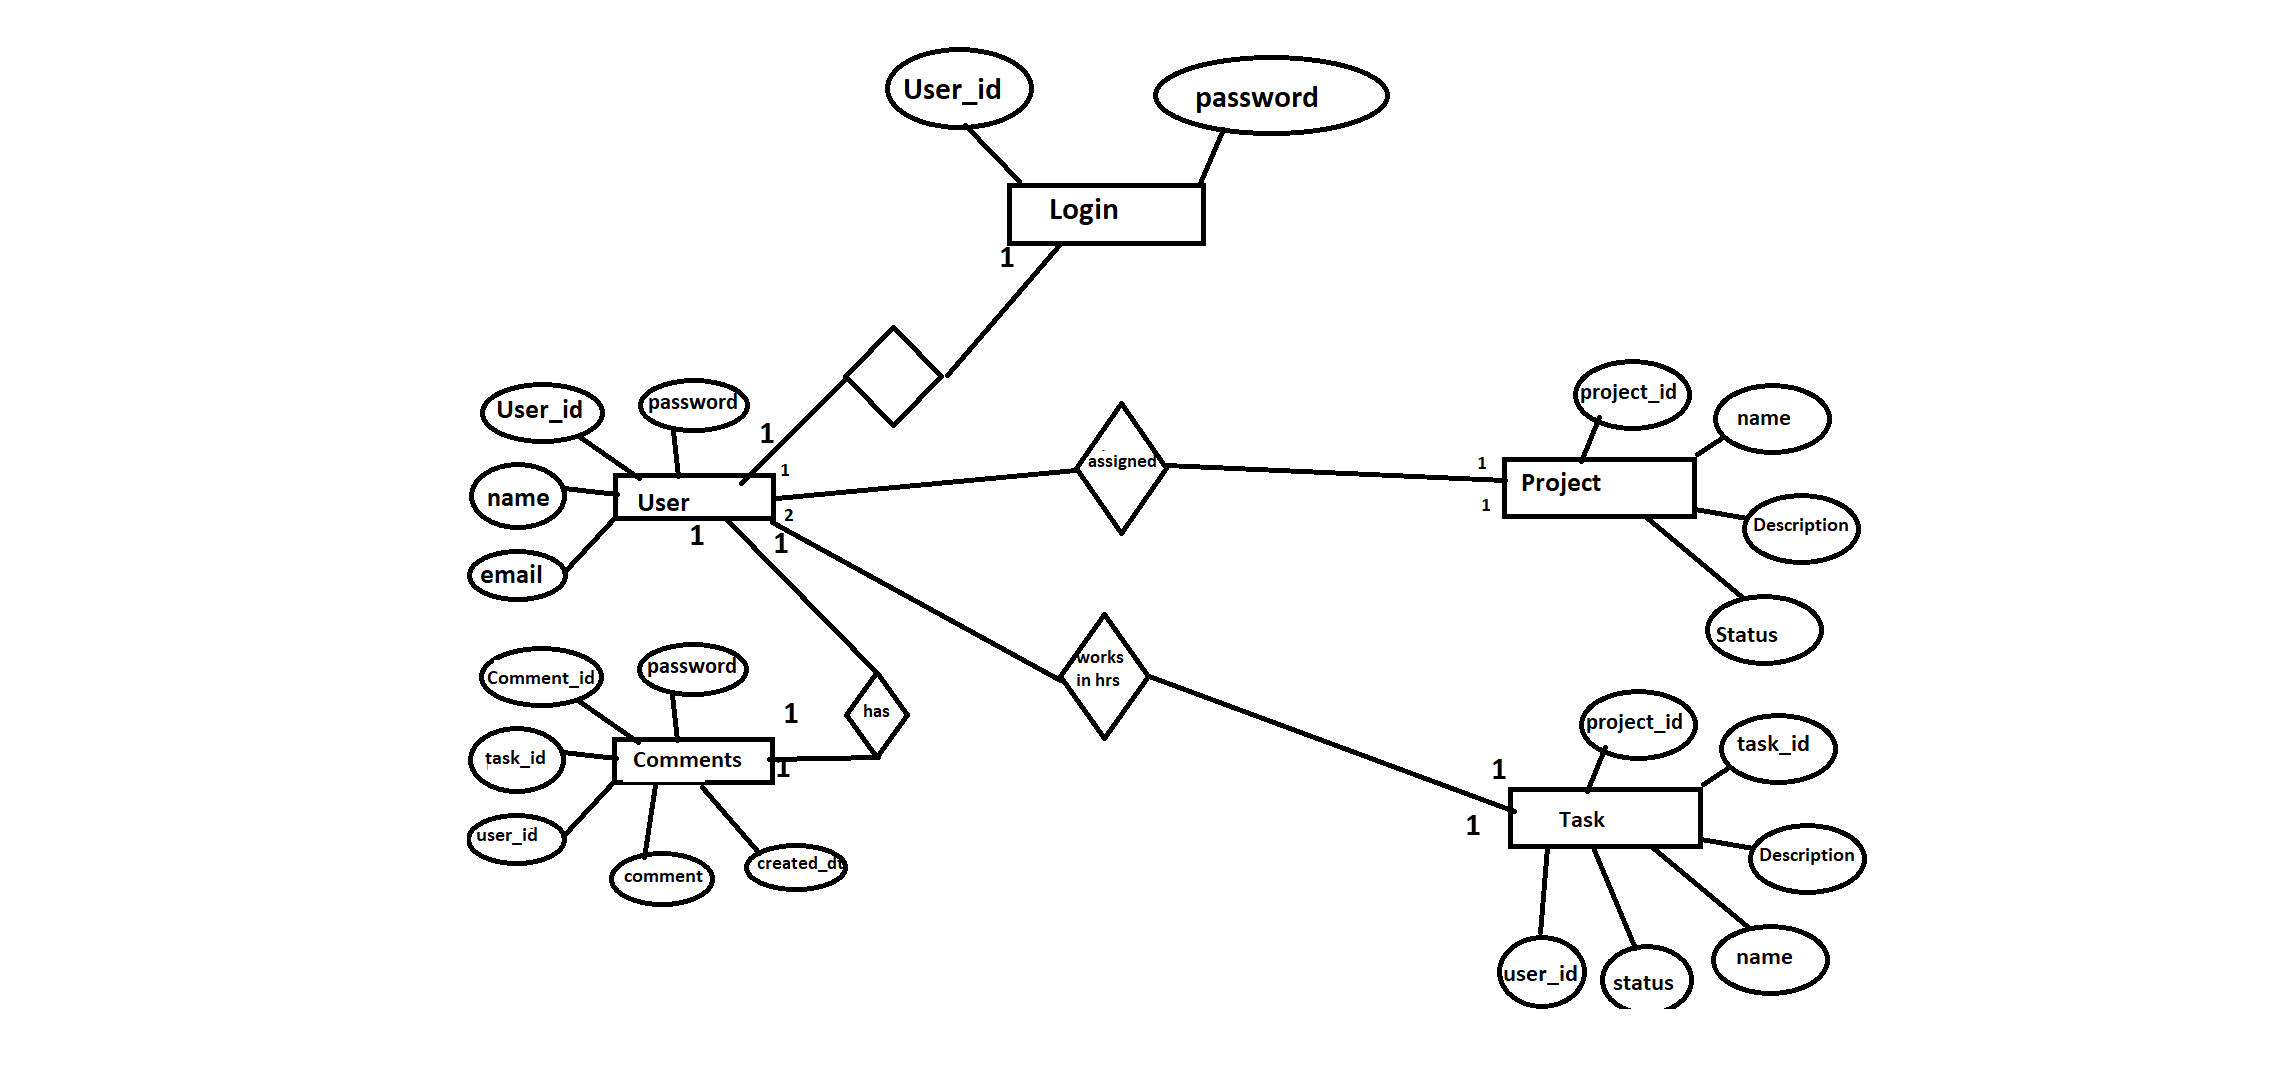 User_id
password
Login
1
project_id
name
User_id
password
1
assigned
1
1
Project
name
User
2
1
Description
1
1
email
Status
works
in hrs
Comment_id
password
has
1
project_id
task_id
task_id
Comments
1
1
1
Task
user_id
Description
comment
created_dt
name
user_id
status